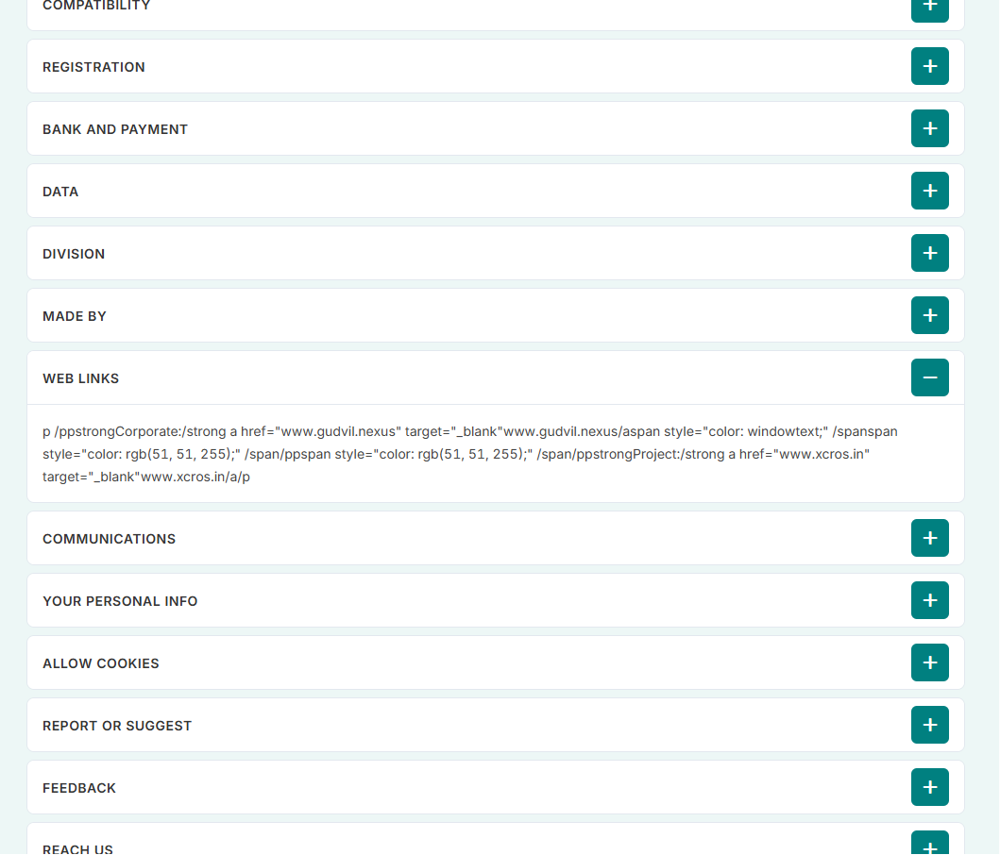 COMPATIBILITY
REGISTRATION
BANK AND PAYMENT
DATA
DIVISION
MADE BY
WEB LINKS
p /ppstrongCorporate:/strong a href="www.gudvil.nexus" target="_blank"www.gudvil.nexus/aspan style="color: windowtext;" /spanspan
style="color: rgb(51, 51, 255);" /span/ppspan style="color: rgb(51, 51, 255);" /span/ppstrongProject:/strong a href="www.xcros.in"
target="_blank"www.xcros.in/a/p
COMMUNICATIONS
YOUR PERSONAL INFO
ALLOW COOKIES
REPORT OR SUGGEST
FEEDBACK
REACH US